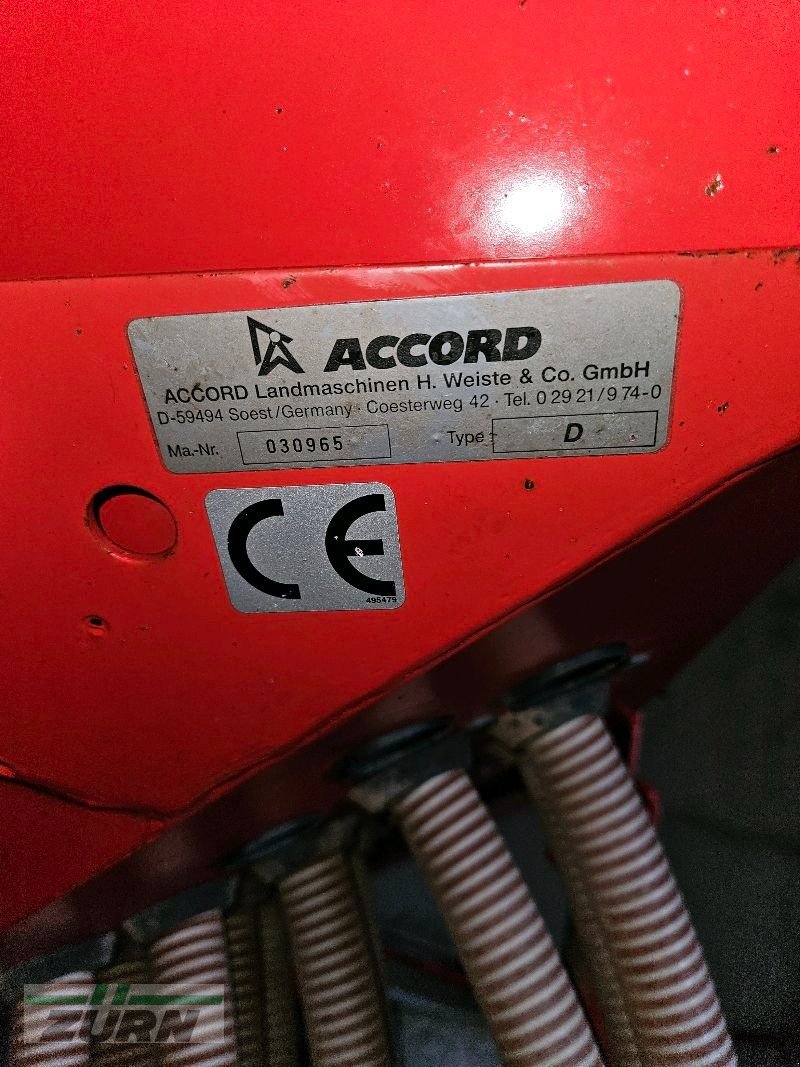 ACCORD
ACCORD Landmaschinen H. Weiste & Co. GmbH
D-59494 Soest/Germany · Coesterweg 42 · Tel. 0 29 21/9 74-0
Ma.-Nr. 030965 Type D
CE
495479
ZÜRN